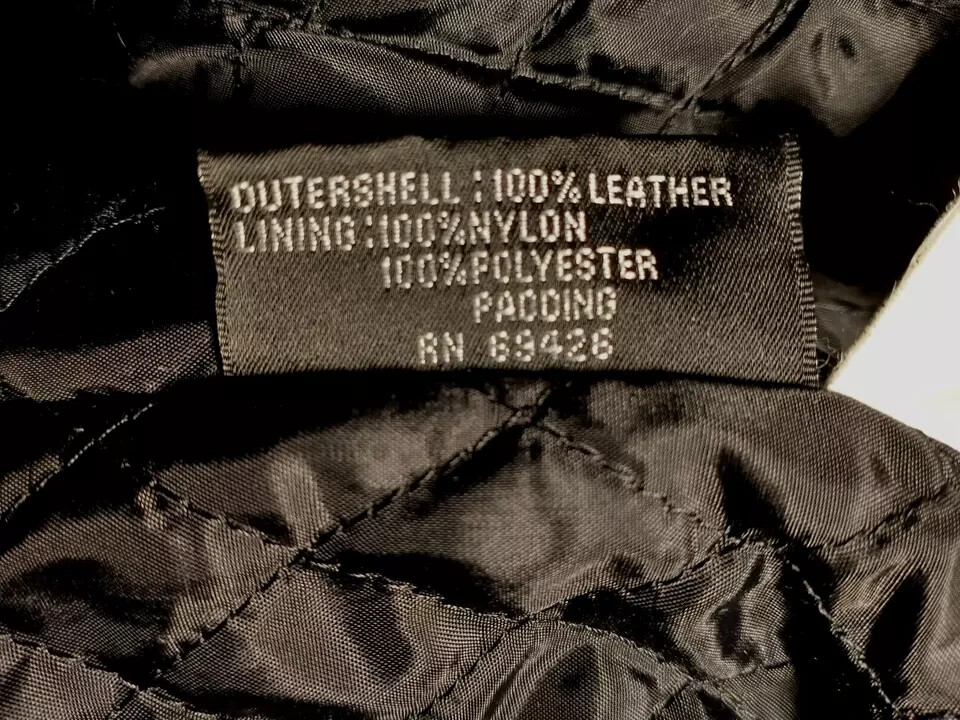 OUTERSHELL:100% LEATHER
LINING:100%NYLON
100%POLYESTER
PADDING
RN 69426